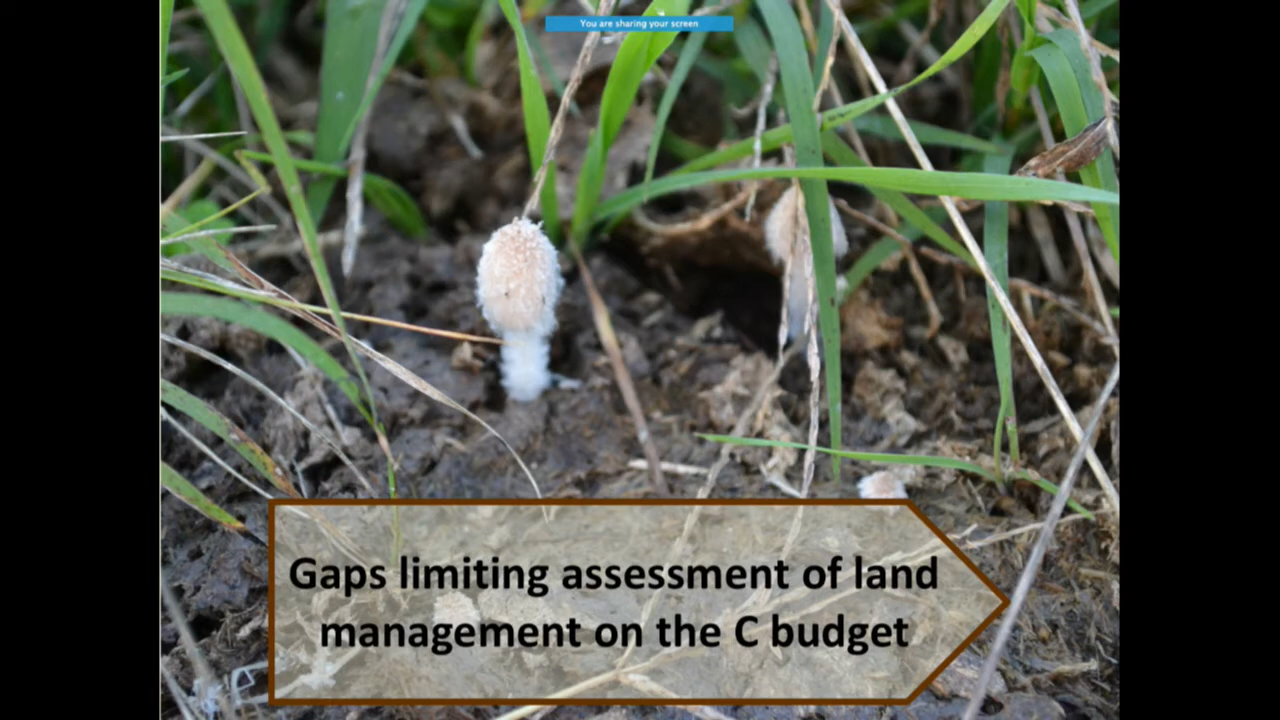 You are sharing your screen
Gaps limiting assessment of land
management on the C budget